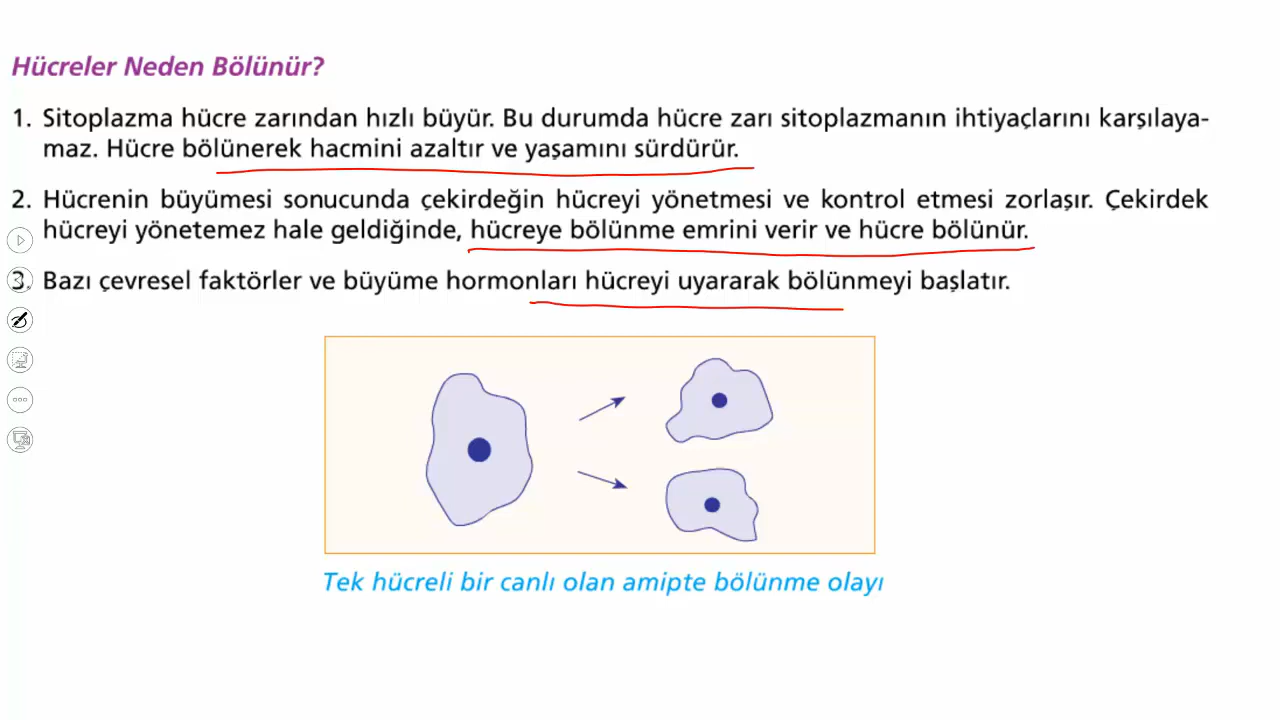 Hücreler Neden Bölünür?
1. Sitoplazma hücre zarından hızlı büyür. Bu durumda hücre zarı sitoplazmanın ihtiyaçlarını karşılaya-
maz. Hücre bölünerek hacmini azaltır ve yaşamını sürdürür.
2. Hücrenin büyümesi sonucunda çekirdeğin hücreyi yönetmesi ve kontrol etmesi zorlaşır. Çekirdek
hücreyi yönetemez hale geldiğinde, hücreye bölünme emrini verir ve hücre bölünür.
3. Bazı çevresel faktörler ve büyüme hormonları hücreyi uyararak bölünmeyi başlatır.
Tek hücreli bir canlı olan amipte bölünme olayı